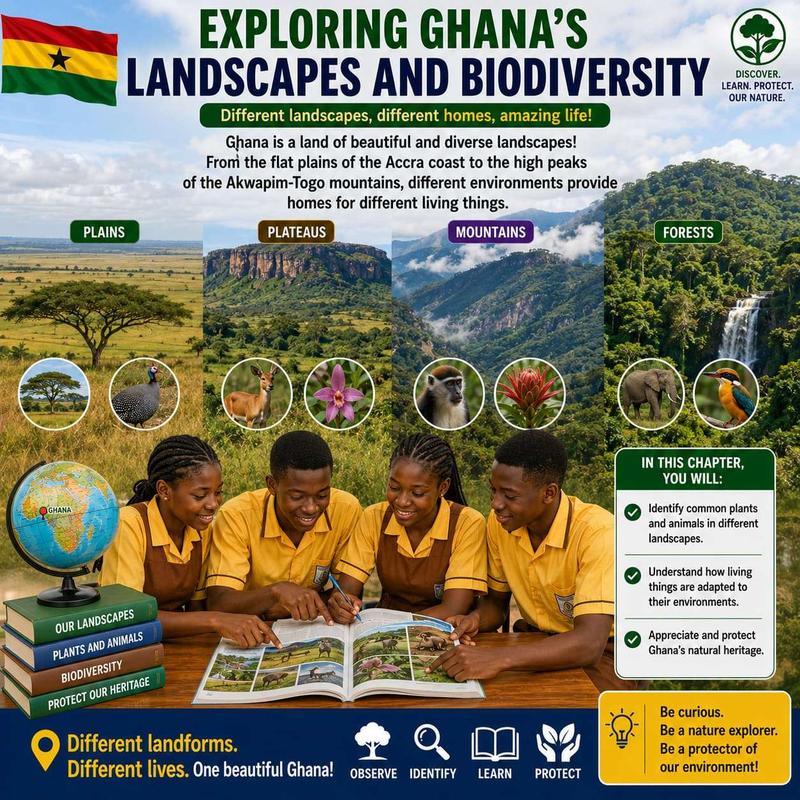 EXPLORING GHANA'S
LANDSCAPES AND BIODIVERSITY
DISCOVER.
LEARN. PROTECT.
OUR NATURE.
Different landscapes, different homes, amazing life!
Ghana is a land of beautiful and diverse landscapes!
From the flat plains of the Accra coast to the high peaks
of the Akwapim-Togo mountains, different environments provide
homes for different living things.
PLAINS
PLATEAUS
MOUNTAINS
FORESTS
GHANA
OUR LANDSCAPES
PLANTS AND ANIMALS
BIODIVERSITY
PROTECT OUR HERITAGE
IN THIS CHAPTER,
YOU WILL:
Identify common plants
and animals in different
landscapes.
Understand how living
things are adapted to
their environments.
Appreciate and protect
Ghana's natural heritage.
Different landforms.
Different lives. One beautiful Ghana!
OBSERVE
IDENTIFY
LEARN
PROTECT
Be curious.
Be a nature explorer.
Be a protector of
our environment!